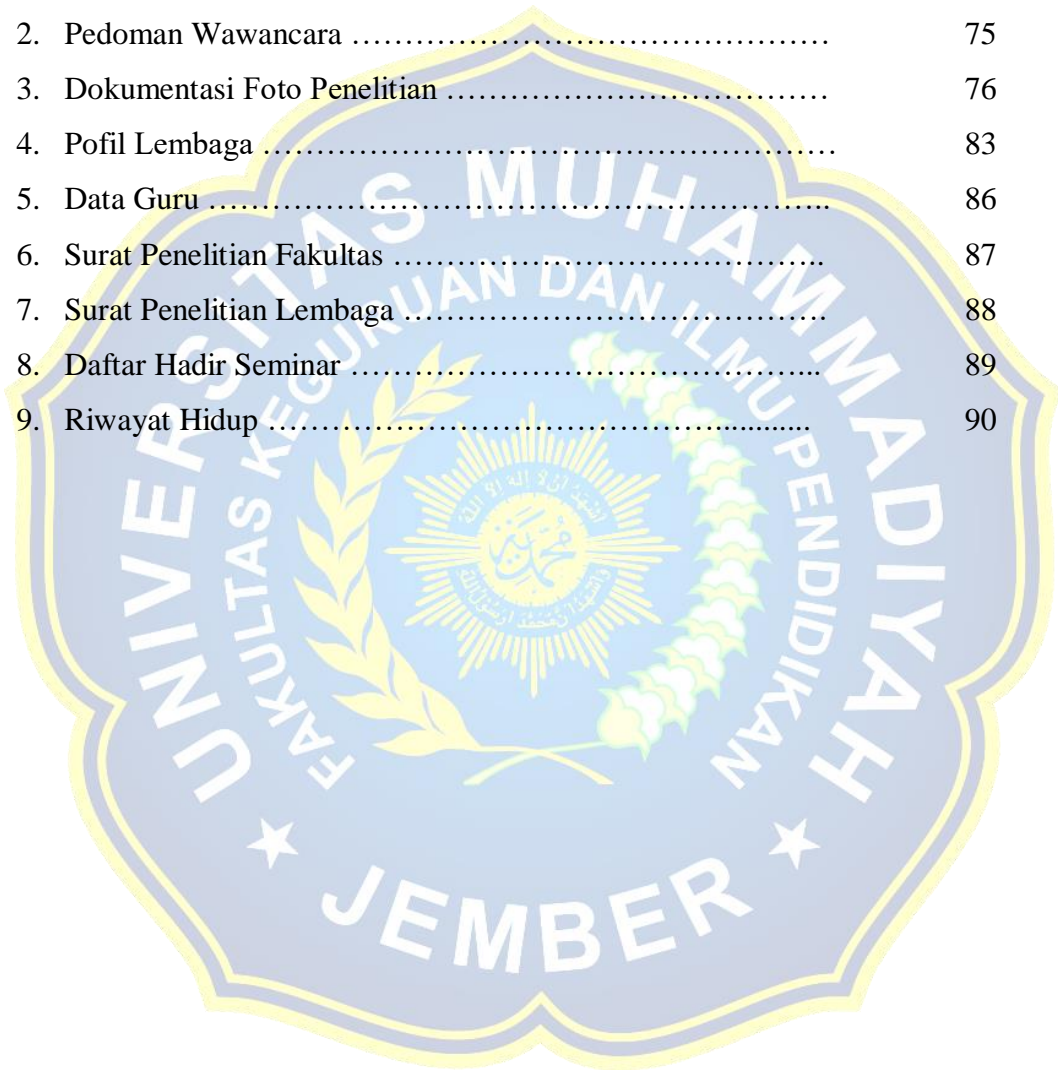 2. Pedoman Wawancara ……………………………………… 75
3. Dokumentasi Foto Penelitian ……………………………… 76
4. Pofil Lembaga ……………………………………………… 83
5. Data Guru ………………………………………………….. 86
6. Surat Penelitian Fakultas ………………………………….. 87
7. Surat Penelitian Lembaga ………………………………… 88
8. Daftar Hadir Seminar ……………………………………... 89
9. Riwayat Hidup ……………………………………............ 90
UNIVERSITAS MUHAMMADIYAH
FAKULTAS KEGURUAN DAN ILMU PENDIDIKAN
JEMBER